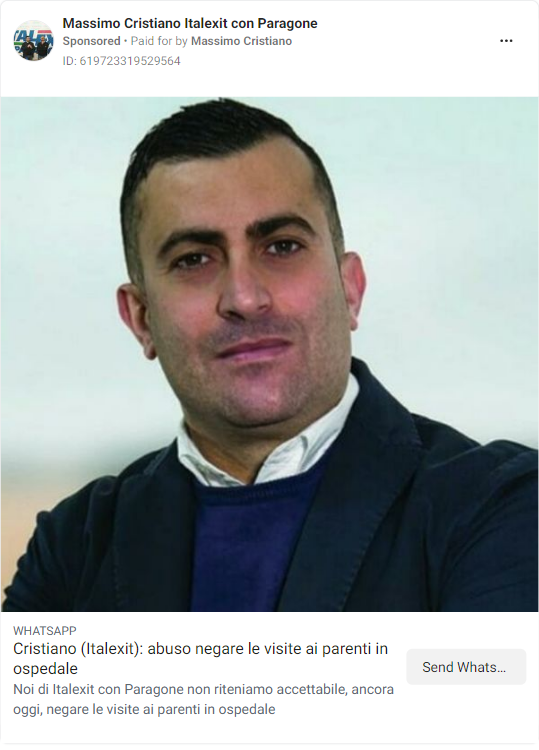 Massimo Cristiano Italexit con Paragone
Sponsored • Paid for by Massimo Cristiano
ID: 619723319529564
WHATSAPP
Cristiano (Italexit): abuso negare le visite ai parenti in
ospedale
Noi di Italexit con Paragone non riteniamo accettabile, ancora
oggi, negare le visite ai parenti in ospedale
Send Whats...